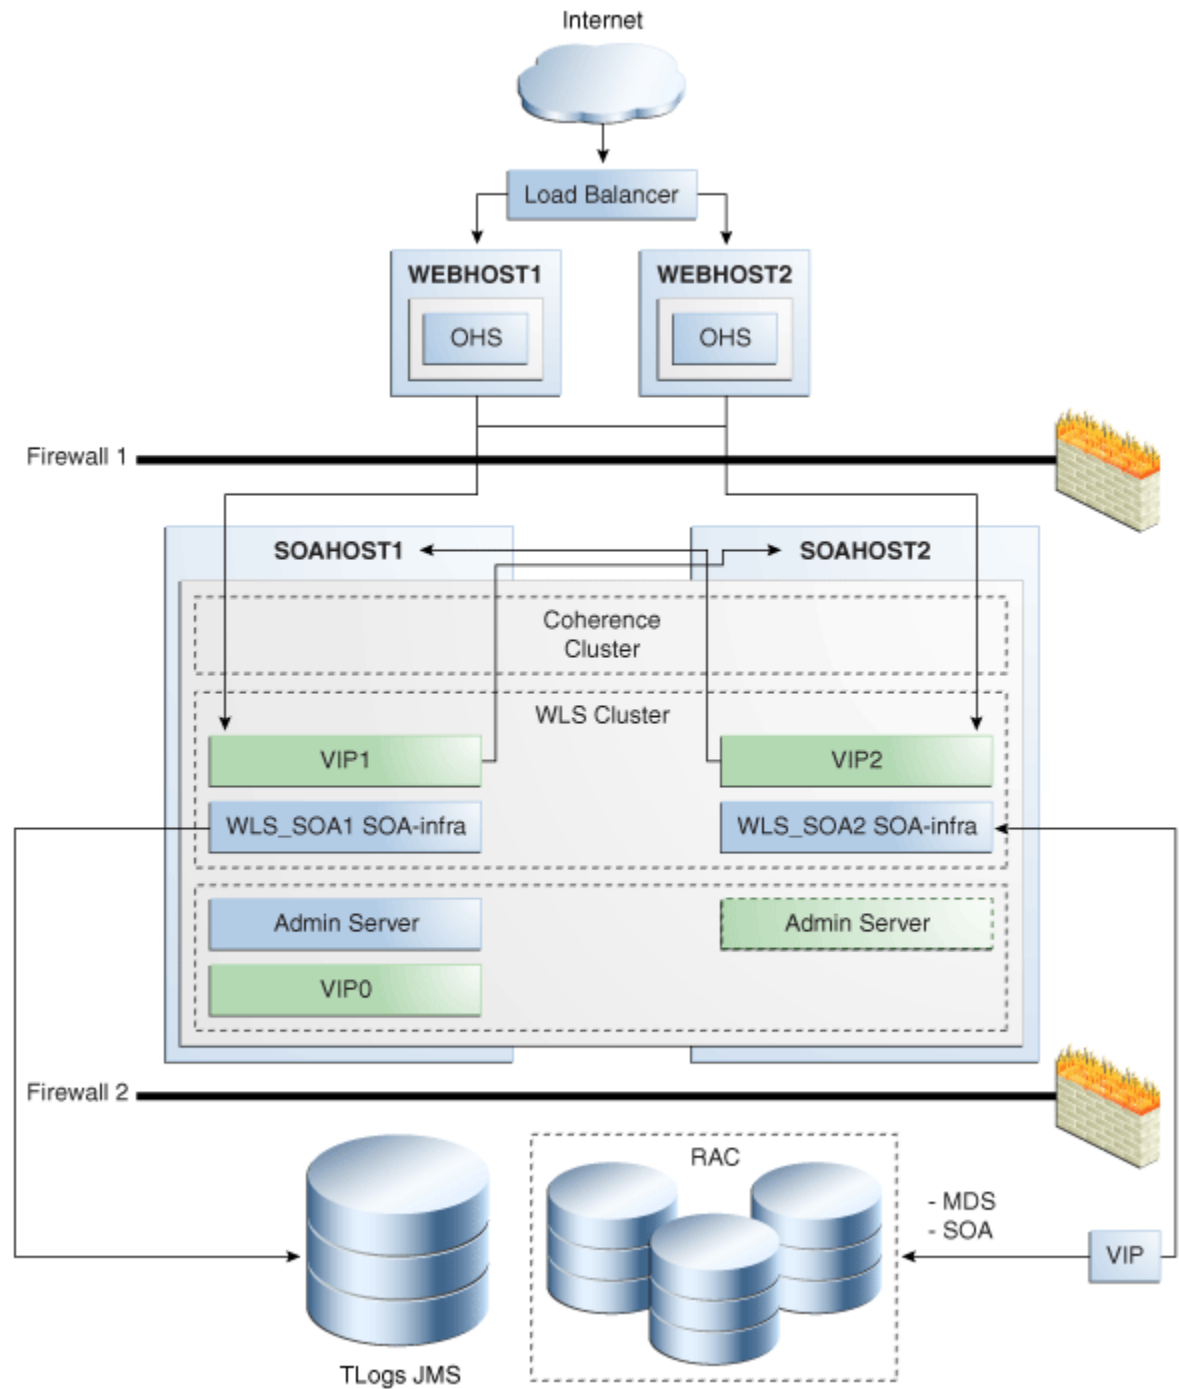 Internet
Load Balancer
WEBHOST1
WEBHOST2
OHS
OHS
Firewall 1
SOAHOST1
SOAHOST2
Coherence
Cluster
WLS Cluster
VIP1
VIP2
WLS_SOA1 SOA-infra
WLS_SOA2 SOA-infra
Admin Server
Admin Server
VIP0
Firewall 2
RAC
- MDS
- SOA
VIP
TLogs JMS